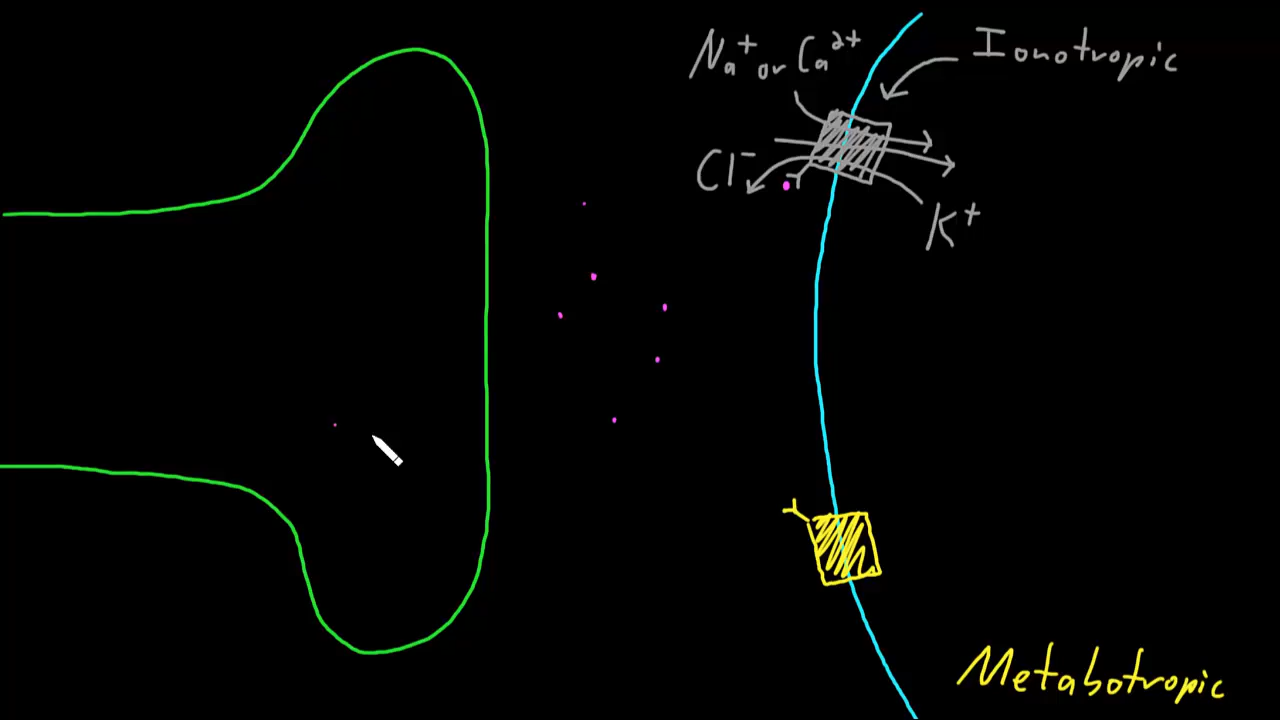 Na⁺ or Ca²⁺
Ionotropic
Cl⁻
K⁺
Metabotropic